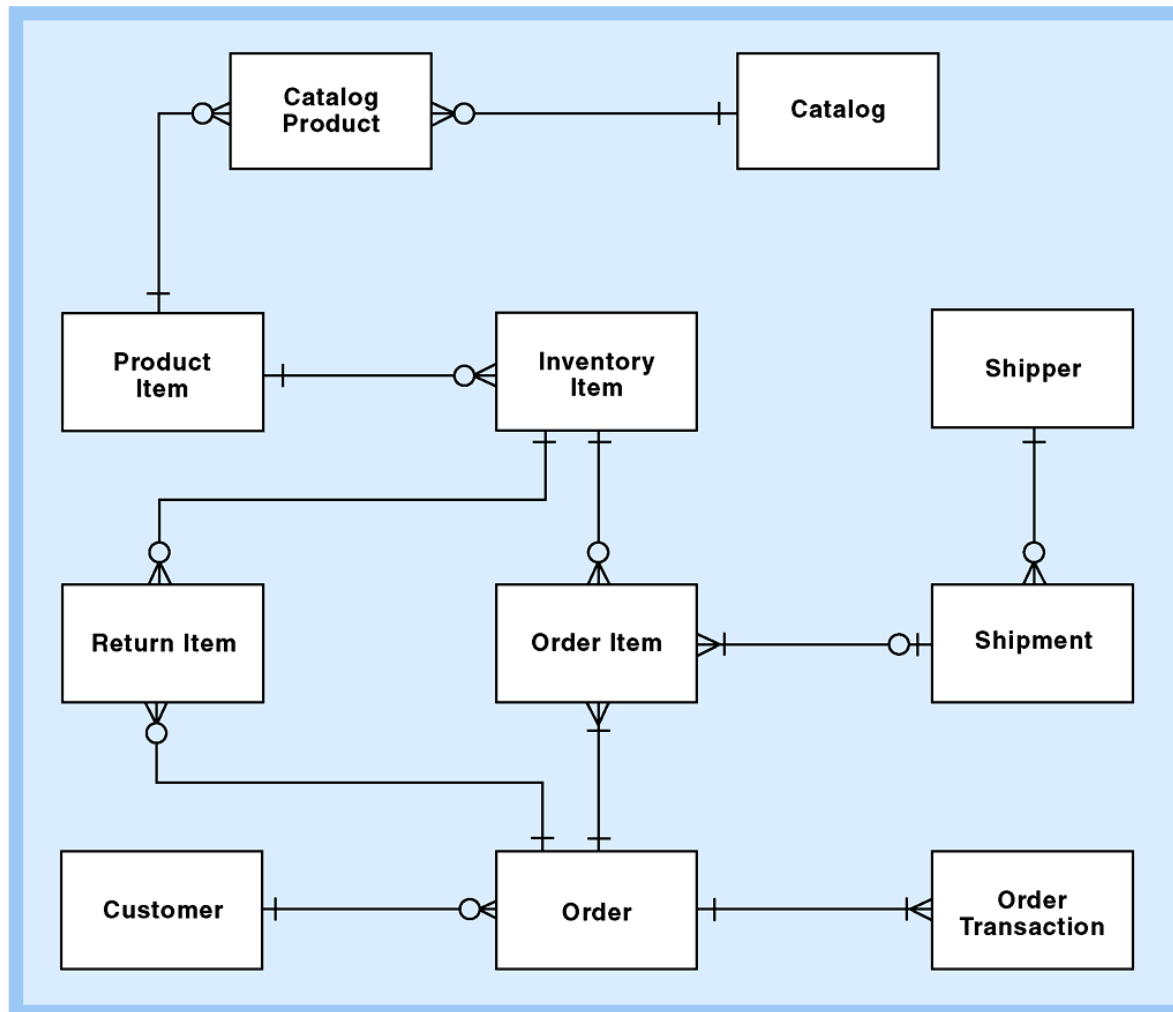 Catalog
Product
Catalog
Product
Item
Inventory
Item
Shipper
Return Item
Order Item
Shipment
Customer
Order
Order
Transaction